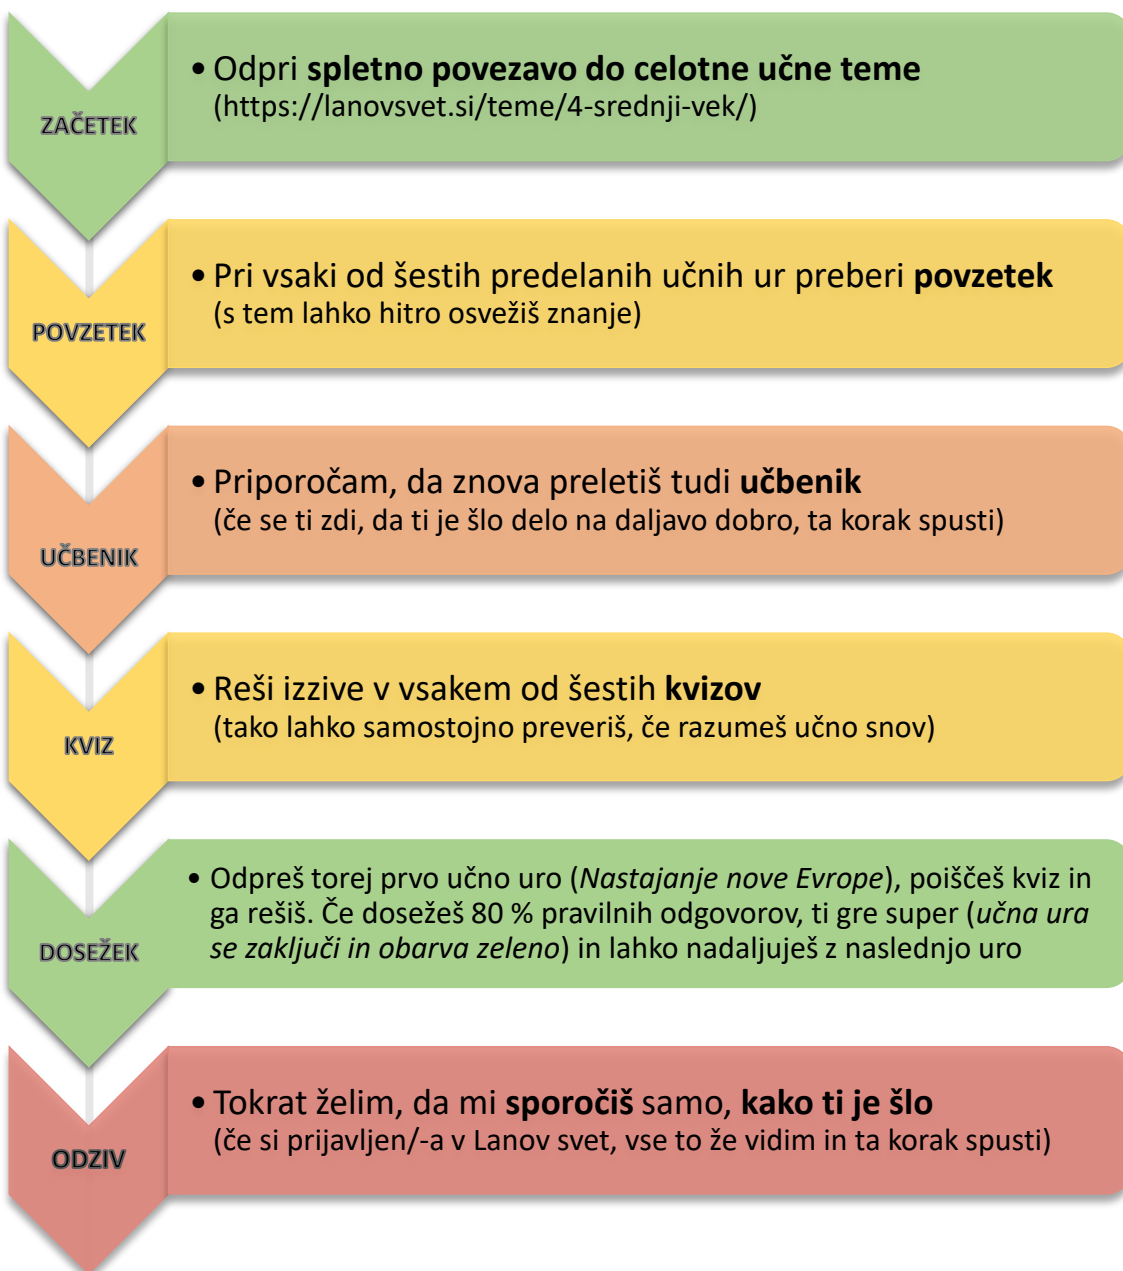 ZAČETEK
• Odpri spletno povezavo do celotne učne teme
(https://lanovsvet.si/teme/4-srednji-vek/)
POVZETEK
• Pri vsaki od šestih predelanih učnih ur preberi povzetek
(s tem lahko hitro osvežiš znanje)
UČBENIK
• Priporočam, da znova preletiš tudi učbenik
(če se ti zdi, da ti je šlo delo na daljavo dobro, ta korak spusti)
KVIZ
• Reši izzive v vsakem od šestih kvizov
(tako lahko samostojno preveriš, če razumeš učno snov)
DOSEŽEK
• Odpreš torej prvo učno uro (Nastajanje nove Evrope), poiščeš kviz in
ga rešiš. Če dosežeš 80 % pravilnih odgovorov, ti gre super (učna ura
se zaključi in obarva zeleno) in lahko nadaljuješ z naslednjo uro
ODZIV
• Tokrat želim, da mi sporočiš samo, kako ti je šlo
(če si prijavljen/-a v Lanov svet, vse to že vidim in ta korak spusti)